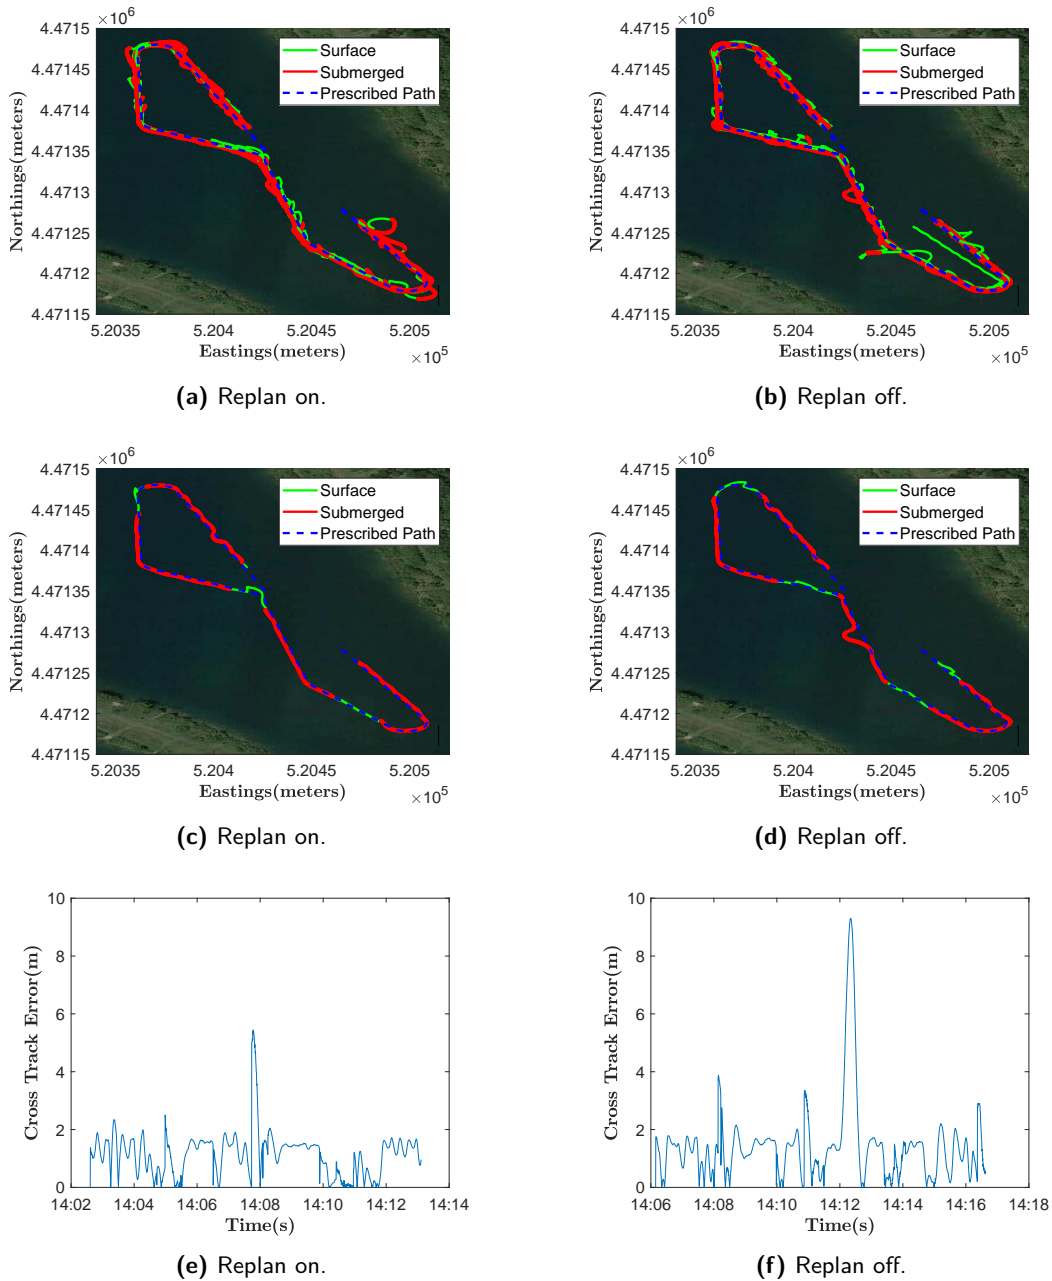 ×10^6
4.4715
4.47145
4.4714
4.47135
4.4713
4.47125
4.4712
4.47115
Northings(meters)
Surface
Submerged
Prescribed Path
5.2035 5.204 5.2045 5.205
Eastings(meters)
×10^5
(a) Replan on.
×10^6
4.4715
4.47145
4.4714
4.47135
4.4713
4.47125
4.4712
4.47115
Northings(meters)
Surface
Submerged
Prescribed Path
5.2035 5.204 5.2045 5.205
Eastings(meters)
×10^5
(b) Replan off.
×10^6
4.4715
4.47145
4.4714
4.47135
4.4713
4.47125
4.4712
4.47115
Northings(meters)
Surface
Submerged
Prescribed Path
5.2035 5.204 5.2045 5.205
Eastings(meters)
×10^5
(c) Replan on.
×10^6
4.4715
4.47145
4.4714
4.47135
4.4713
4.47125
4.4712
4.47115
Northings(meters)
Surface
Submerged
Prescribed Path
5.2035 5.204 5.2045 5.205
Eastings(meters)
×10^5
(d) Replan off.
10
8
6
4
2
0
Cross Track Error(m)
14:02 14:04 14:06 14:08 14:10 14:12 14:14
Time(s)
(e) Replan on.
10
8
6
4
2
0
Cross Track Error(m)
14:06 14:08 14:10 14:12 14:14 14:16 14:18
Time(s)
(f) Replan off.